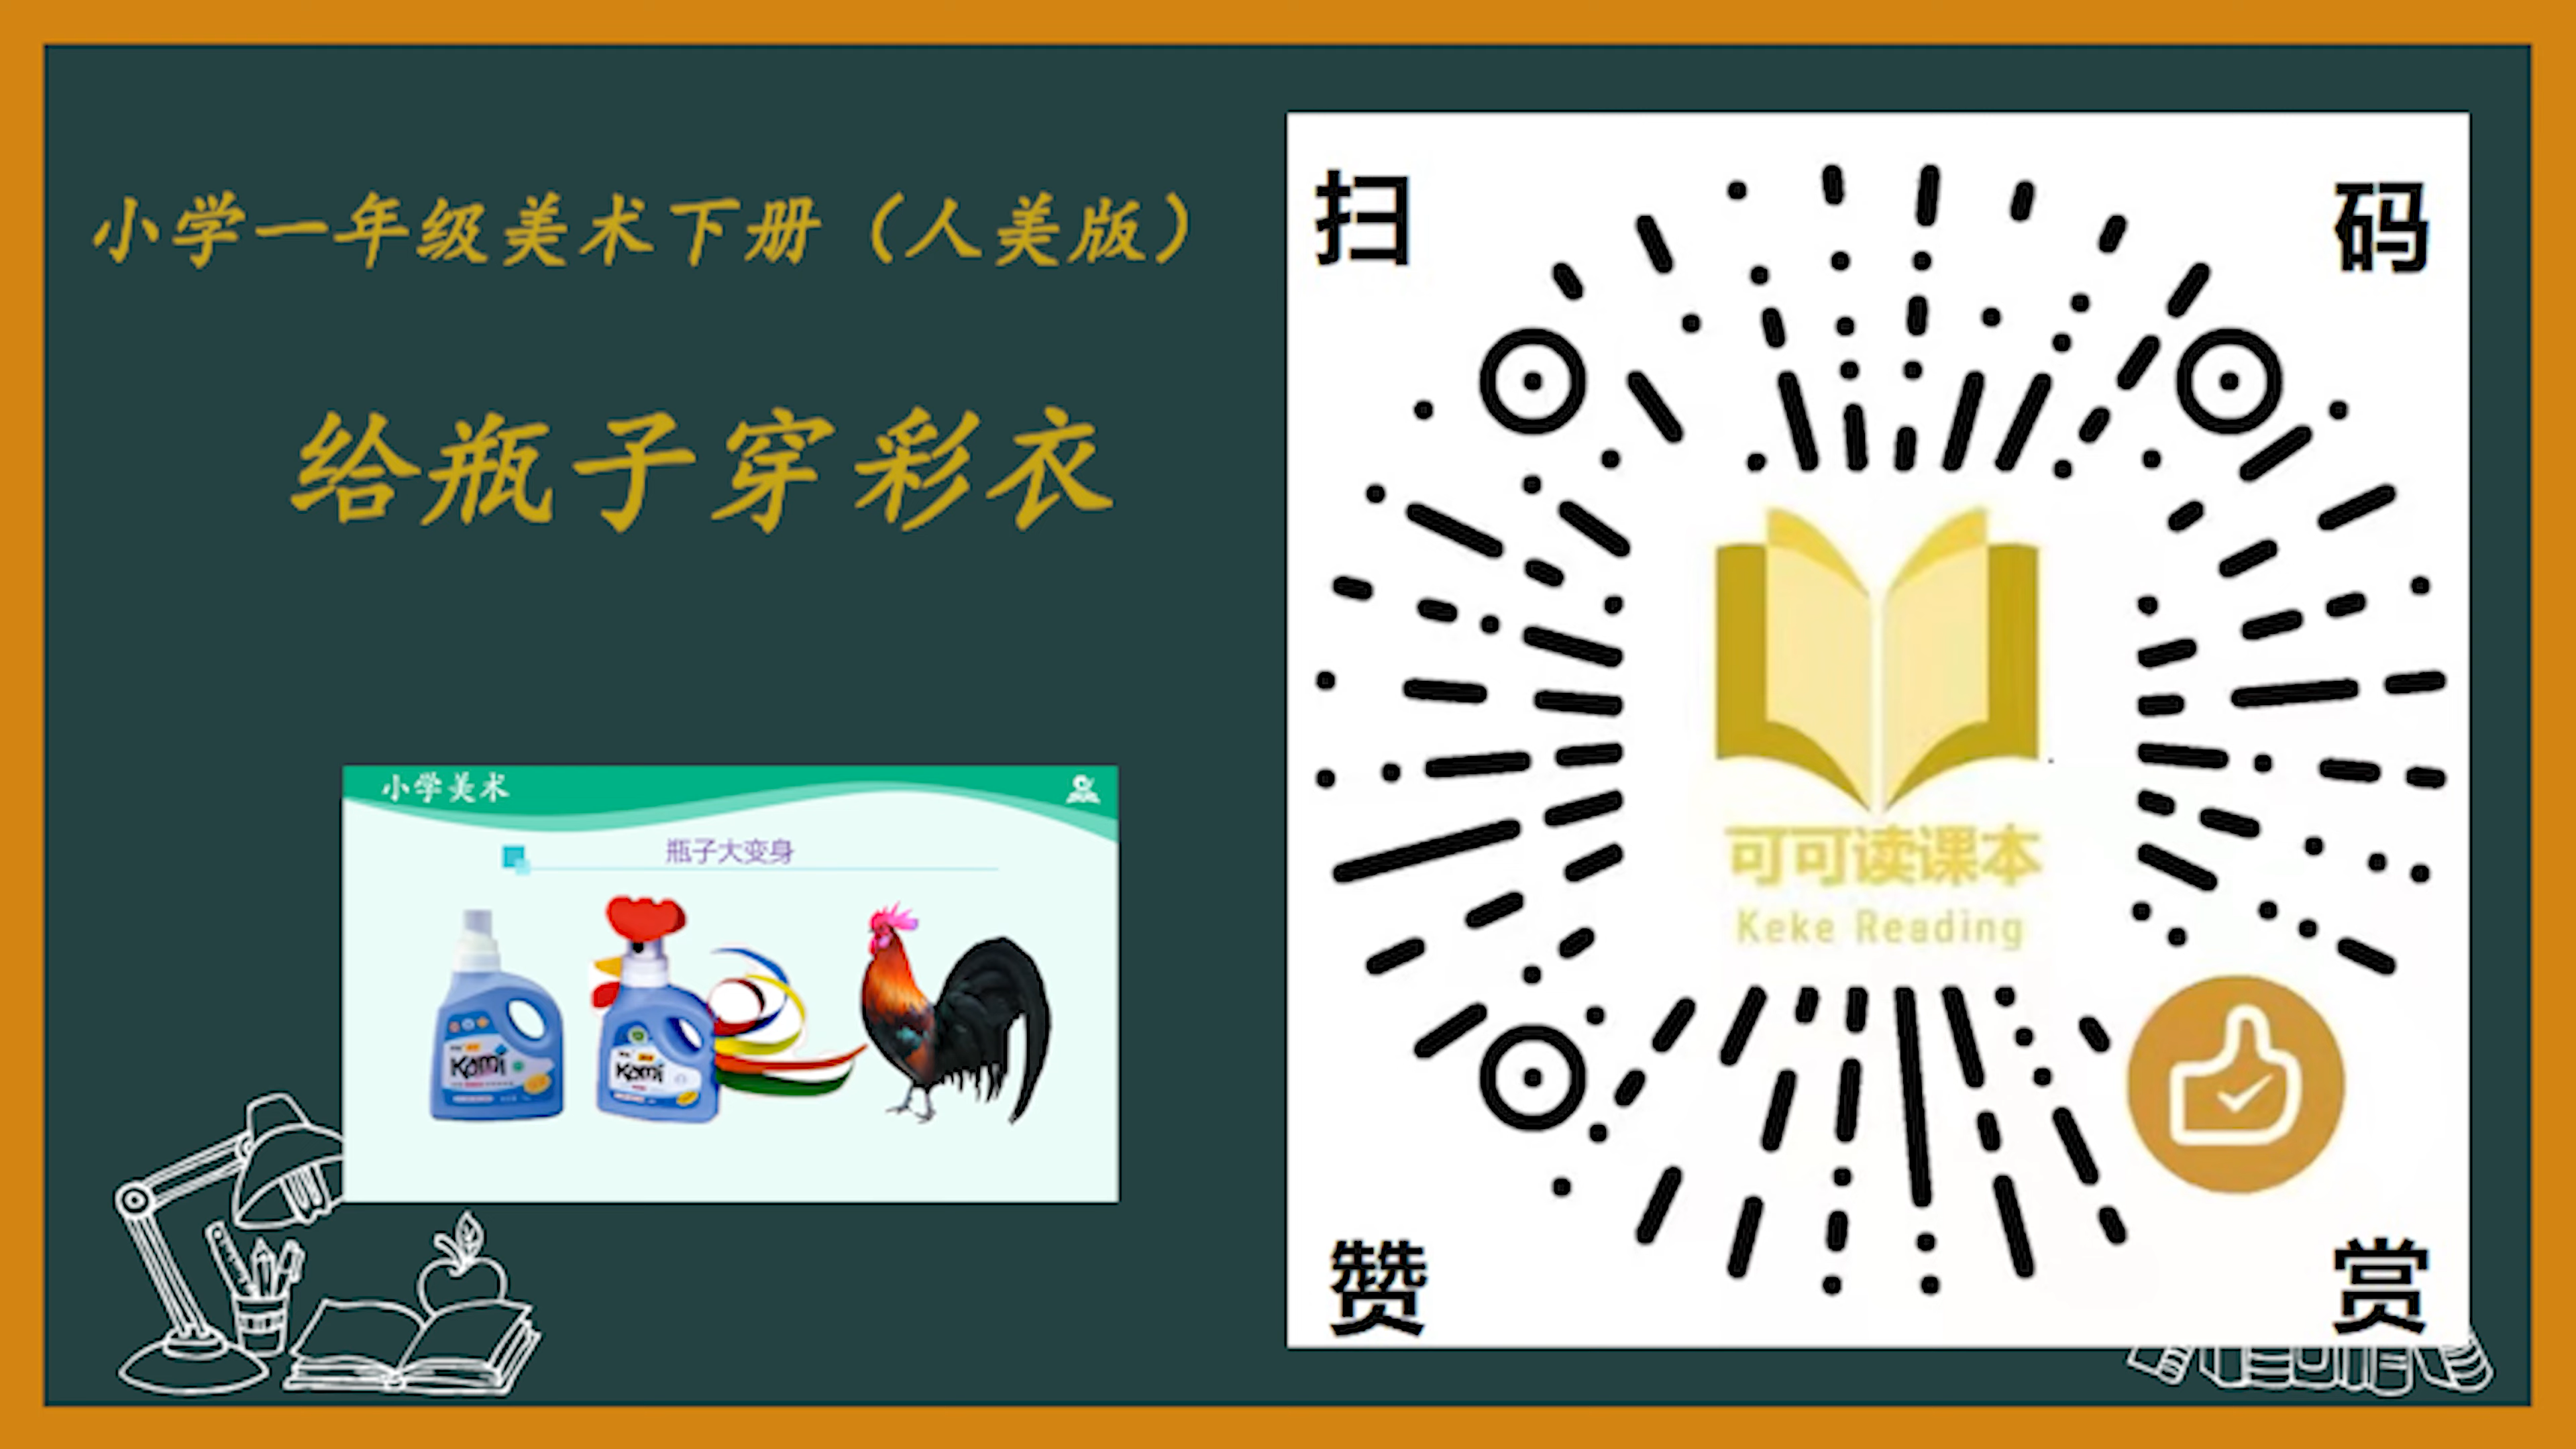 小学一年级美术下册（人美版）
给瓶子穿彩衣
小学美术
瓶子大变身
Kami
Kami
扫
码
可可读课本
Keke Reading
赞
赏